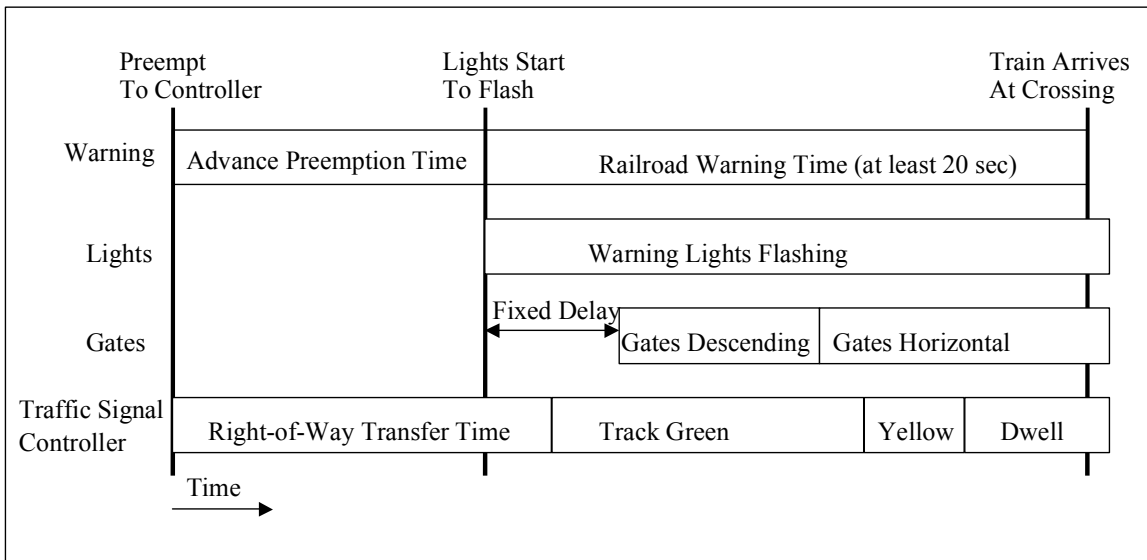 Preempt
To Controller
Lights Start
To Flash
Train Arrives
At Crossing
Warning
Advance Preemption Time
Railroad Warning Time (at least 20 sec)
Lights
Warning Lights Flashing
Fixed Delay
Gates
Gates Descending
Gates Horizontal
Traffic Signal
Controller
Right-of-Way Transfer Time
Track Green
Yellow
Dwell
Time